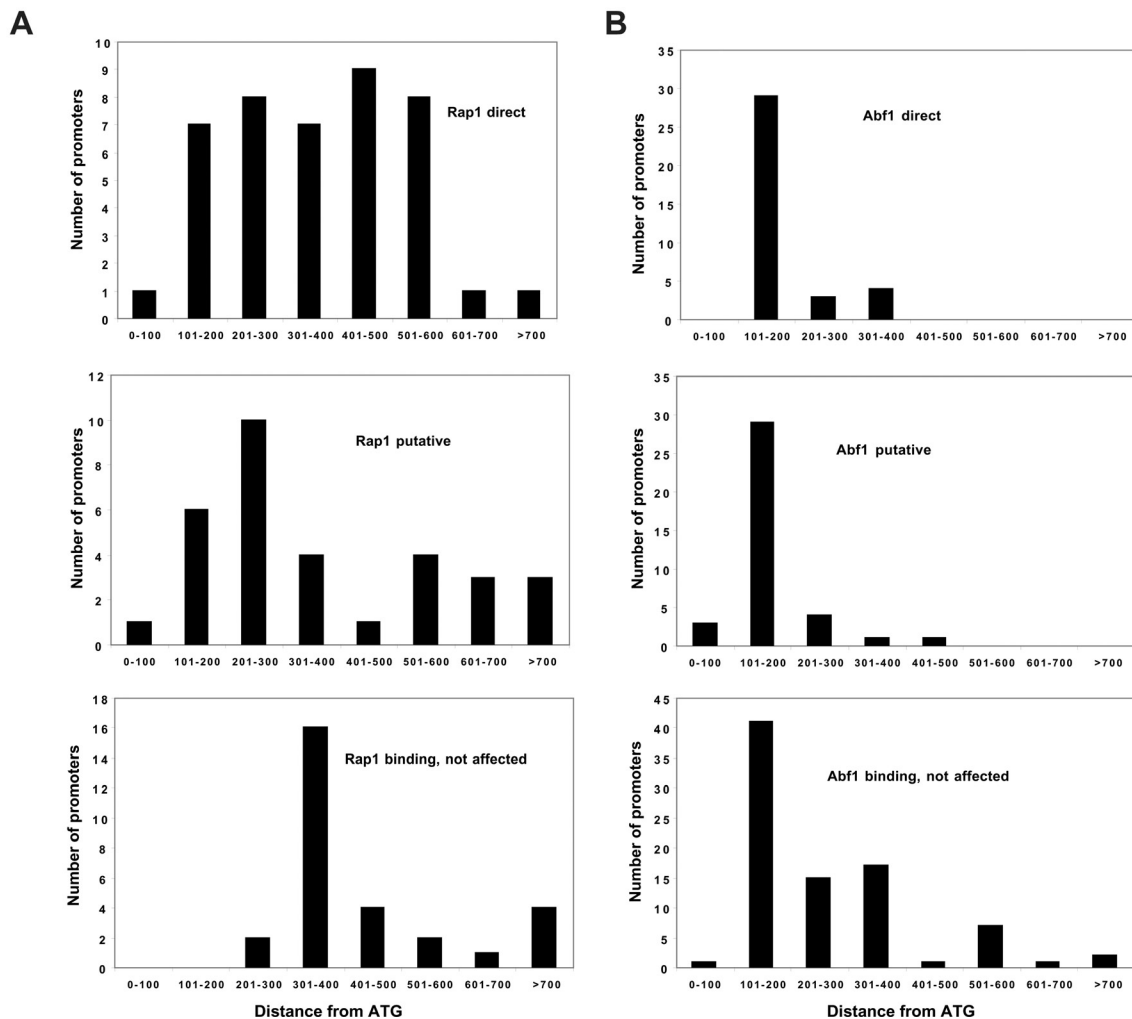 A
Number of promoters
10
9
8
7
6
5
4
3
2
1
0
Rap1 direct
0-100 101-200 201-300 301-400 401-500 501-600 601-700 >700
Number of promoters
12
10
8
6
4
2
0
Rap1 putative
0-100 101-200 201-300 301-400 401-500 501-600 601-700 >700
Number of promoters
18
16
14
12
10
8
6
4
2
0
Rap1 binding, not affected
0-100 101-200 201-300 301-400 401-500 501-600 601-700 >700
Distance from ATG
B
Number of promoters
35
30
25
20
15
10
5
0
Abf1 direct
0-100 101-200 201-300 301-400 401-500 501-600 601-700 >700
Number of promoters
35
30
25
20
15
10
5
0
Abf1 putative
0-100 101-200 201-300 301-400 401-500 501-600 601-700 >700
Number of promoters
45
40
35
30
25
20
15
10
5
0
Abf1 binding, not affected
0-100 101-200 201-300 301-400 401-500 501-600 601-700 >700
Distance from ATG